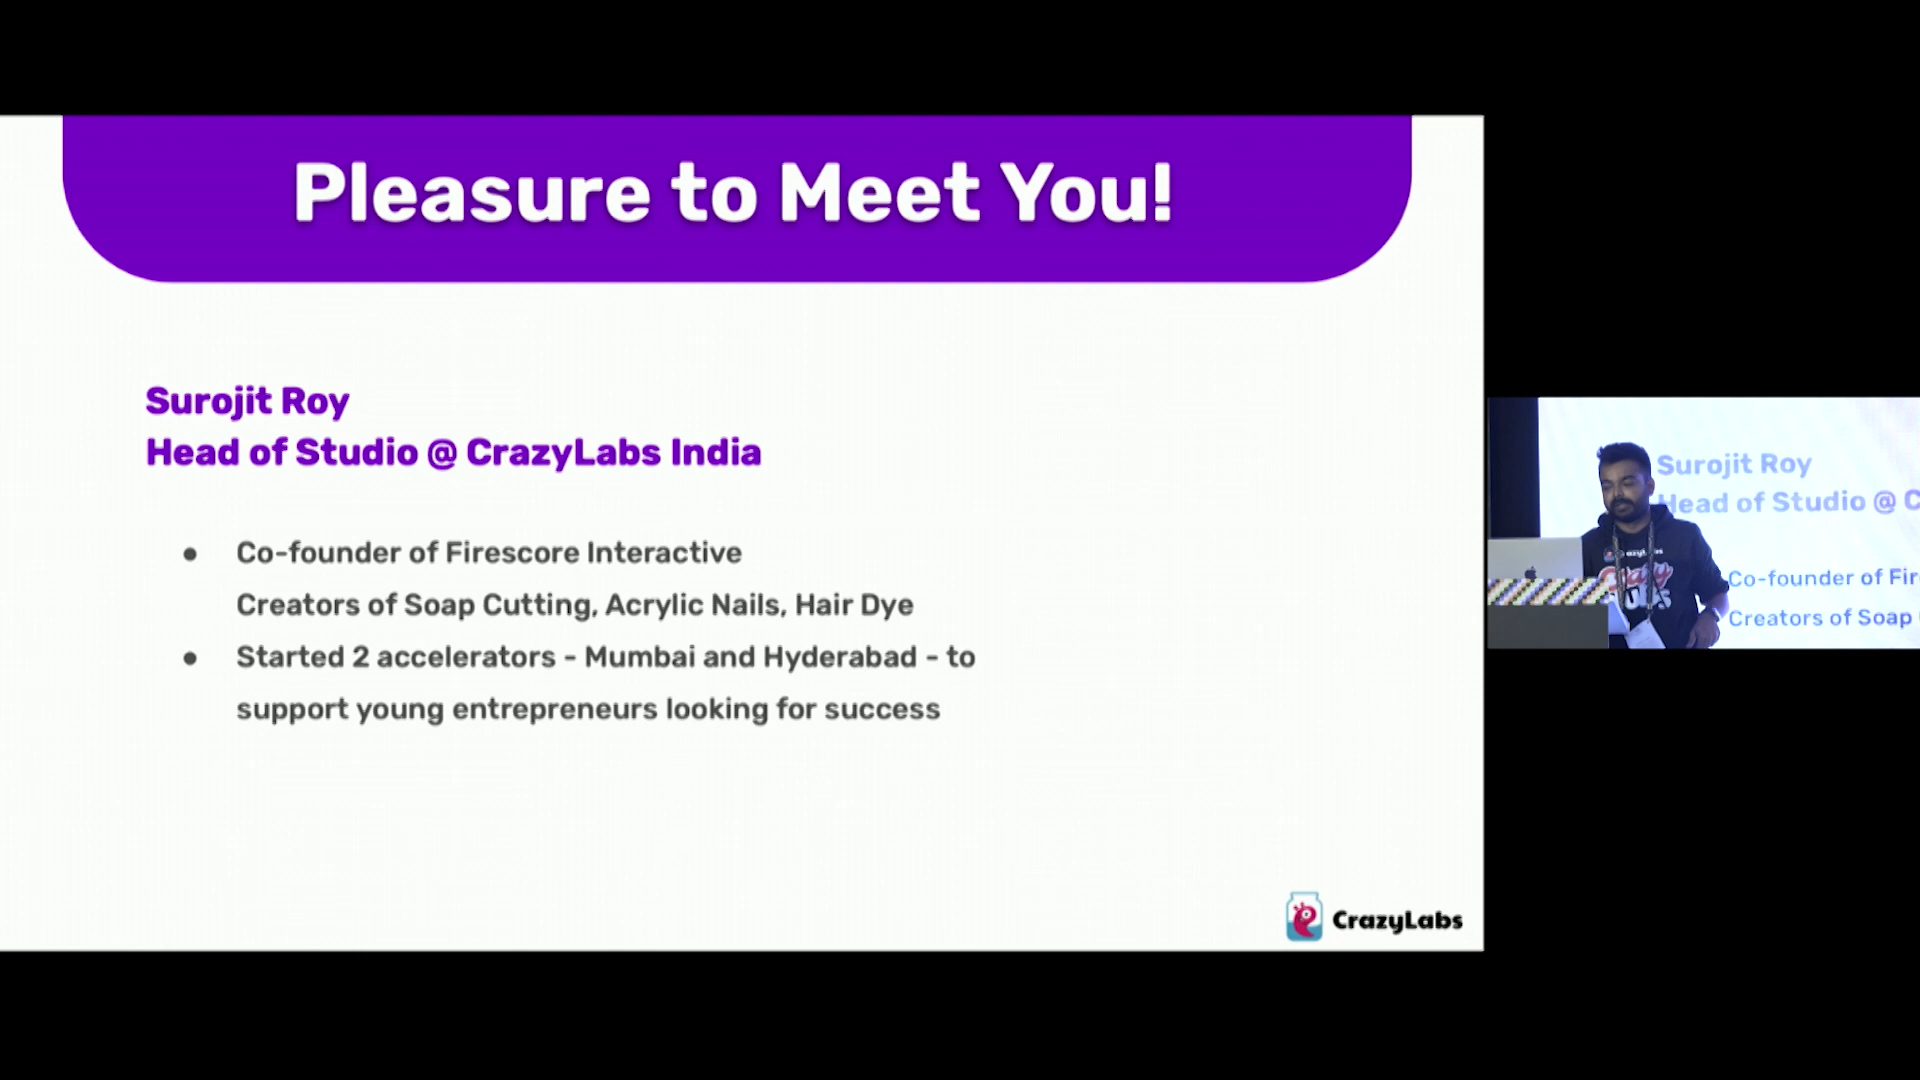 Pleasure to Meet You!
Surojit Roy
Head of Studio @ CrazyLabs India
● Co-founder of Firescore Interactive
Creators of Soap Cutting, Acrylic Nails, Hair Dye
● Started 2 accelerators - Mumbai and Hyderabad - to
support young entrepreneurs looking for success
CrazyLabs
Surojit Roy
Head of Studio @ C
Co-founder of Fir
Creators of Soap